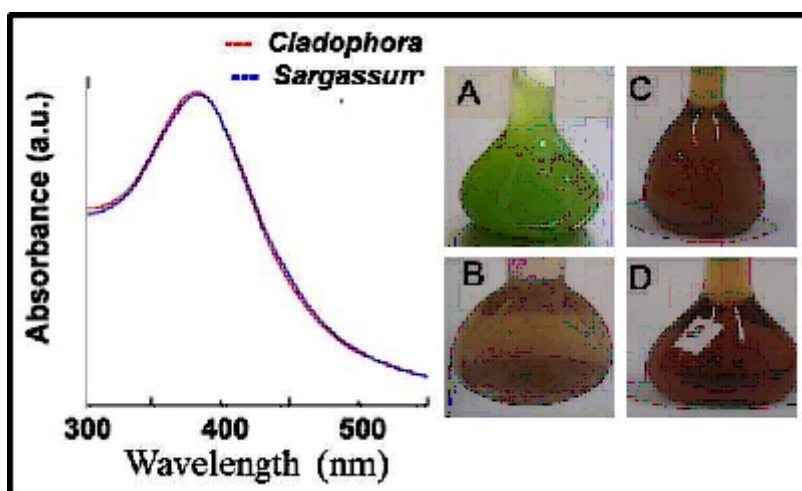 Cladophora
Sargassum
Absorbance (a.u.)
300 400 500
Wavelength (nm)
A
C
B
D